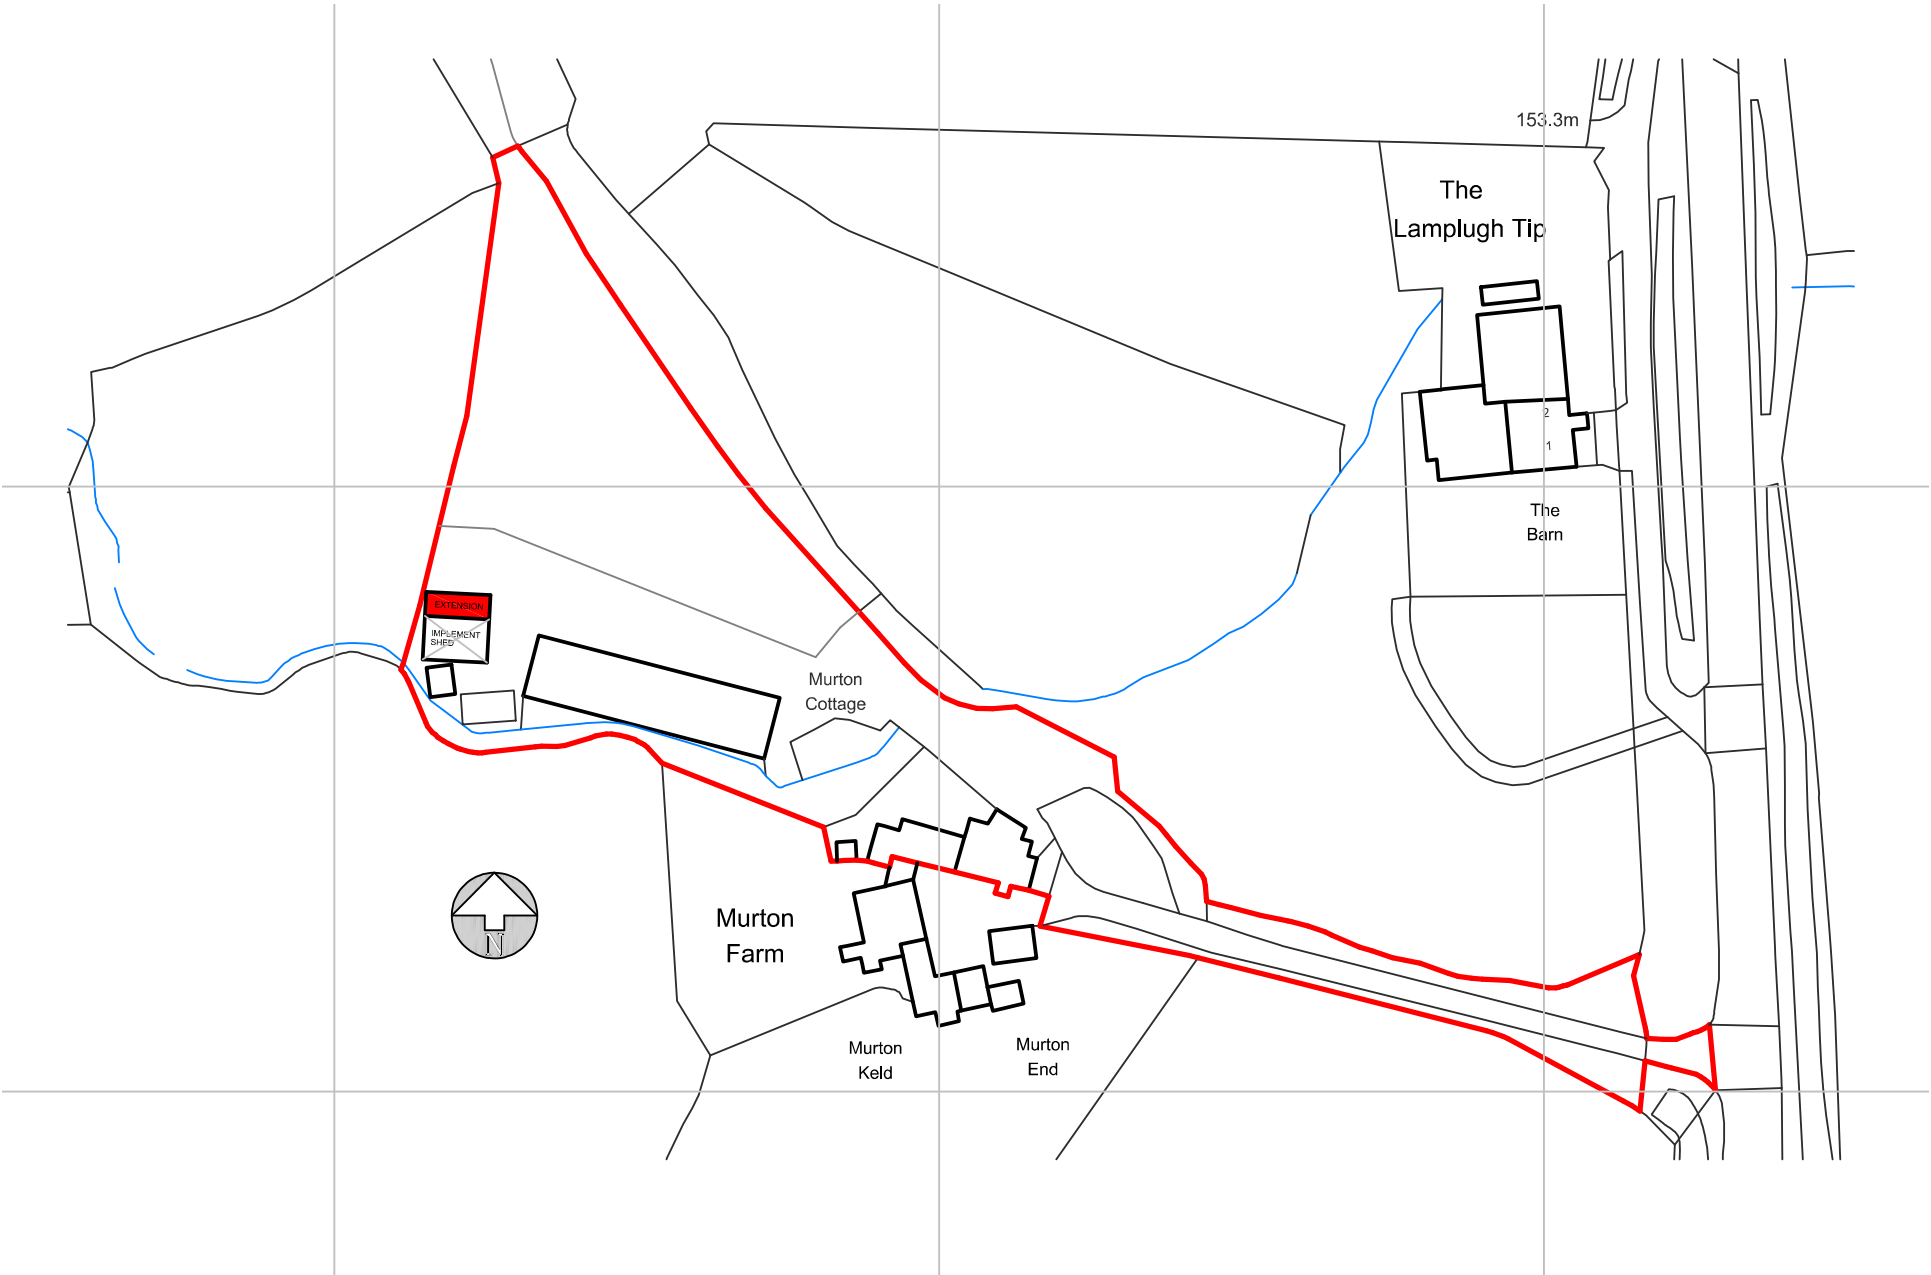 153.3m
The
Lamplugh Tip
2
1
The
Barn
EXTENSION
IMPLEMENT
SHED
Murton
Cottage
Murton
Farm
N
Murton
Keld
Murton
End